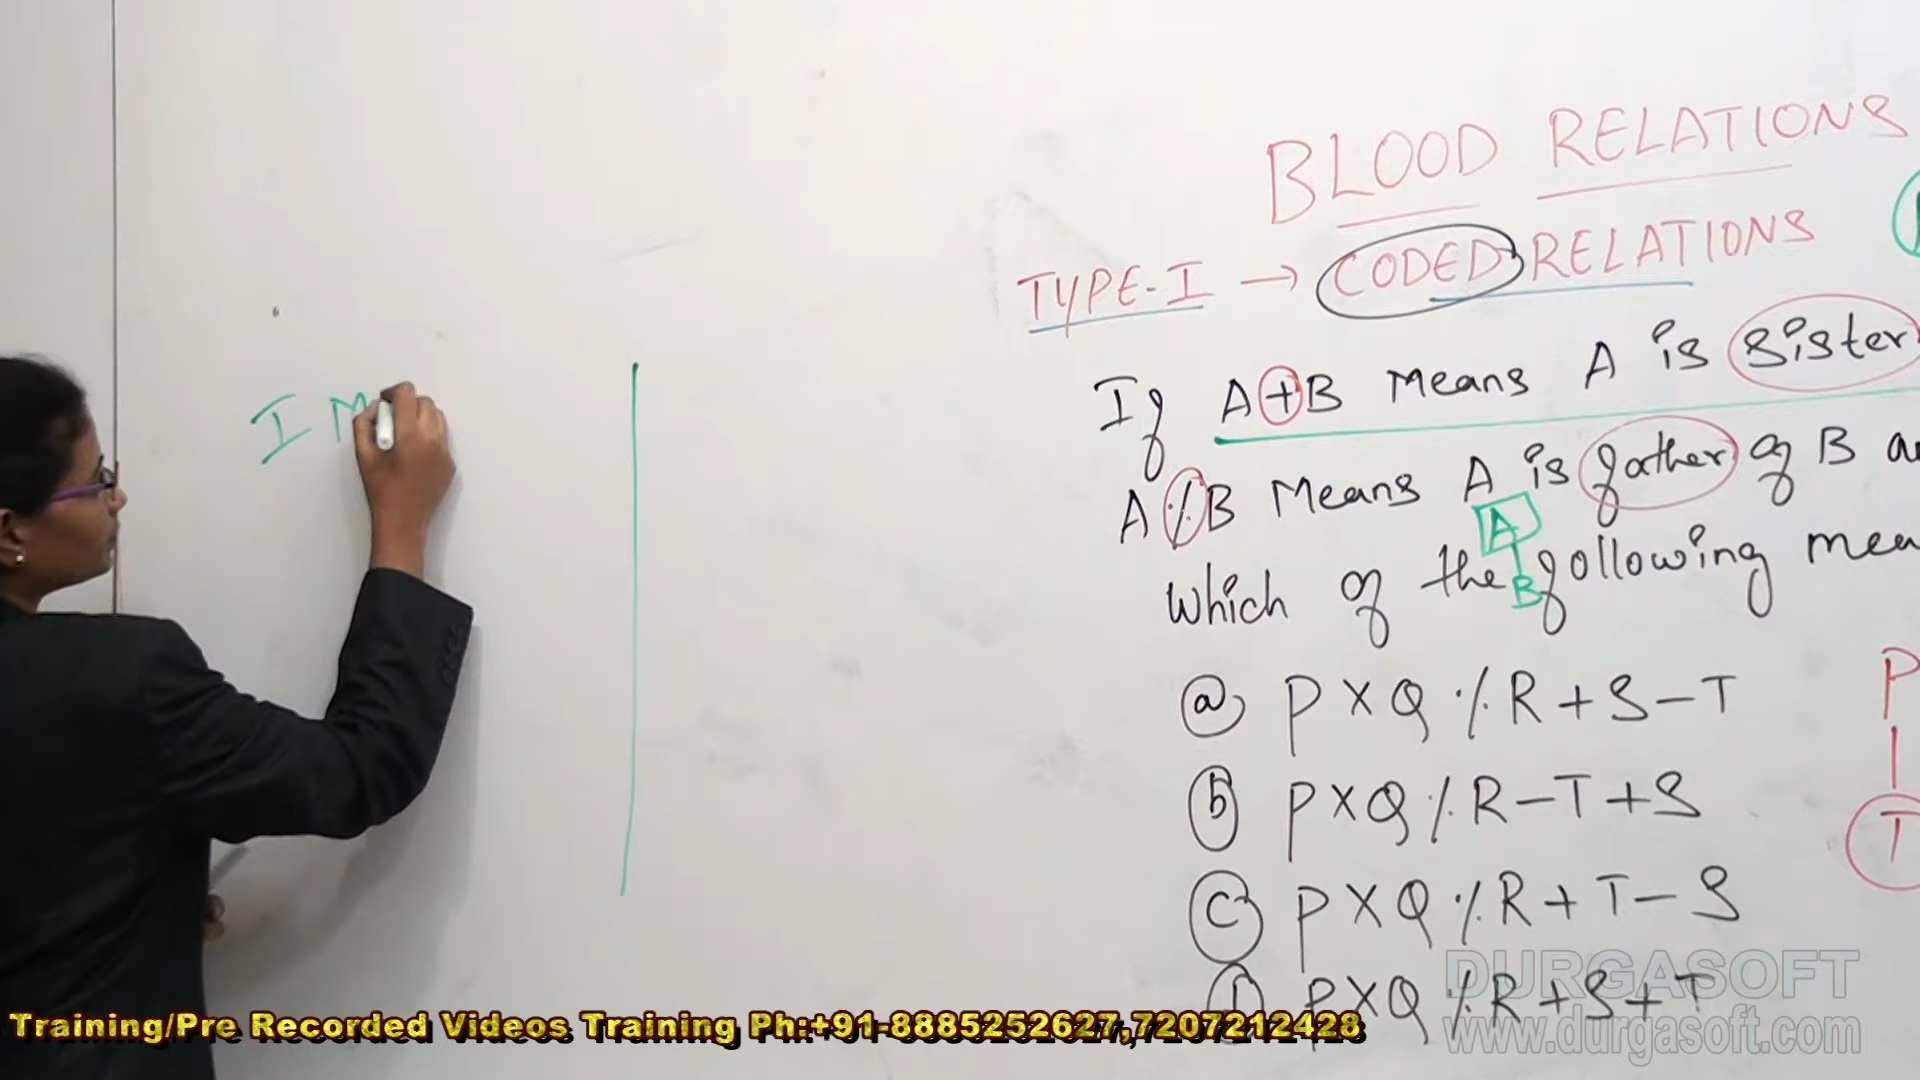 BLOOD RELATIONS
TYPE-I → CODED RELATIONS
If A+B Means A is sister
A % B Means A is father of B
A
B
which of the following
(a) P X Q % R + S - T
(b) P X Q % R - T + S
(c) P X Q % R + T - S
P X Q % R + S + T
P
T
I M
Training/Pre Recorded Videos Training Ph:+91-8885252627,7207212428
DURGASOFT
www.durgasoft.com